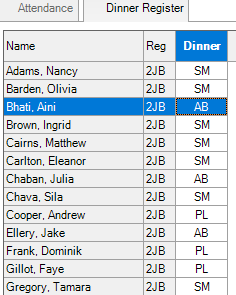 Attendance Dinner Register
Name Reg Dinner
Adams, Nancy 2JB SM
Barden, Olivia 2JB SM
Bhati, Aini 2JB AB
Brown, Ingrid 2JB SM
Cairns, Matthew 2JB SM
Carlton, Eleanor 2JB SM
Chaban, Julia 2JB AB
Chava, Sila 2JB SM
Cooper, Andrew 2JB PL
Ellery, Jake 2JB AB
Frank, Dominik 2JB PL
Gillot, Faye 2JB PL
Gregory, Tamara 2JB SM